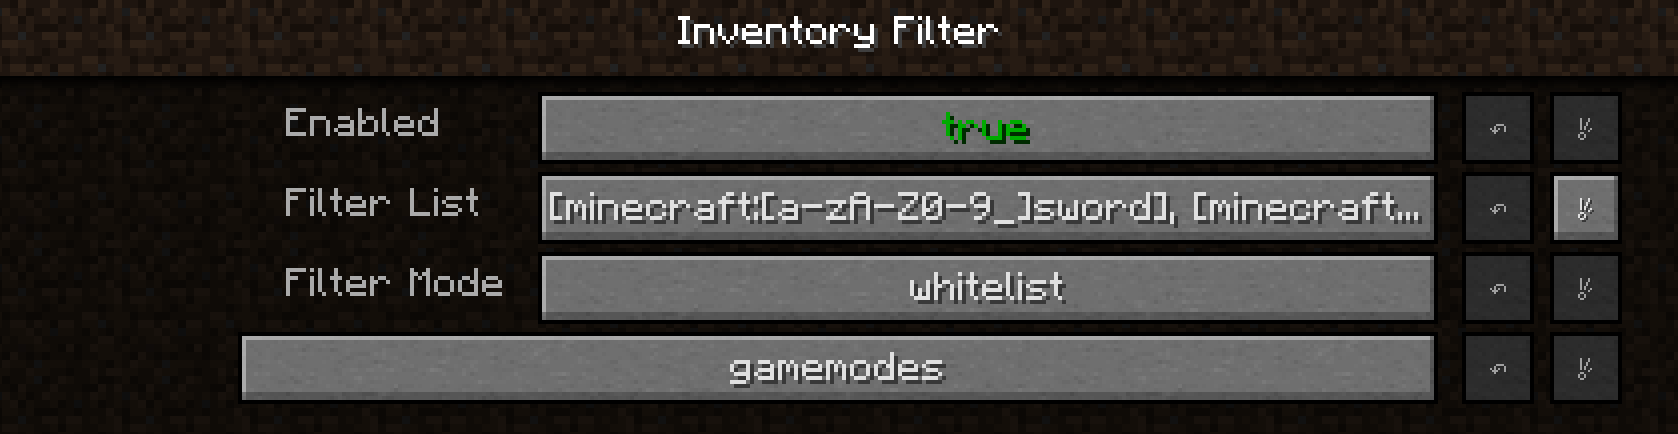 Inventory Filter
Enabled
true
Filter List
[minecraft:[a-zA-Z0-9_]sword], [minecraft...
Filter Mode
whitelist
gamemodes